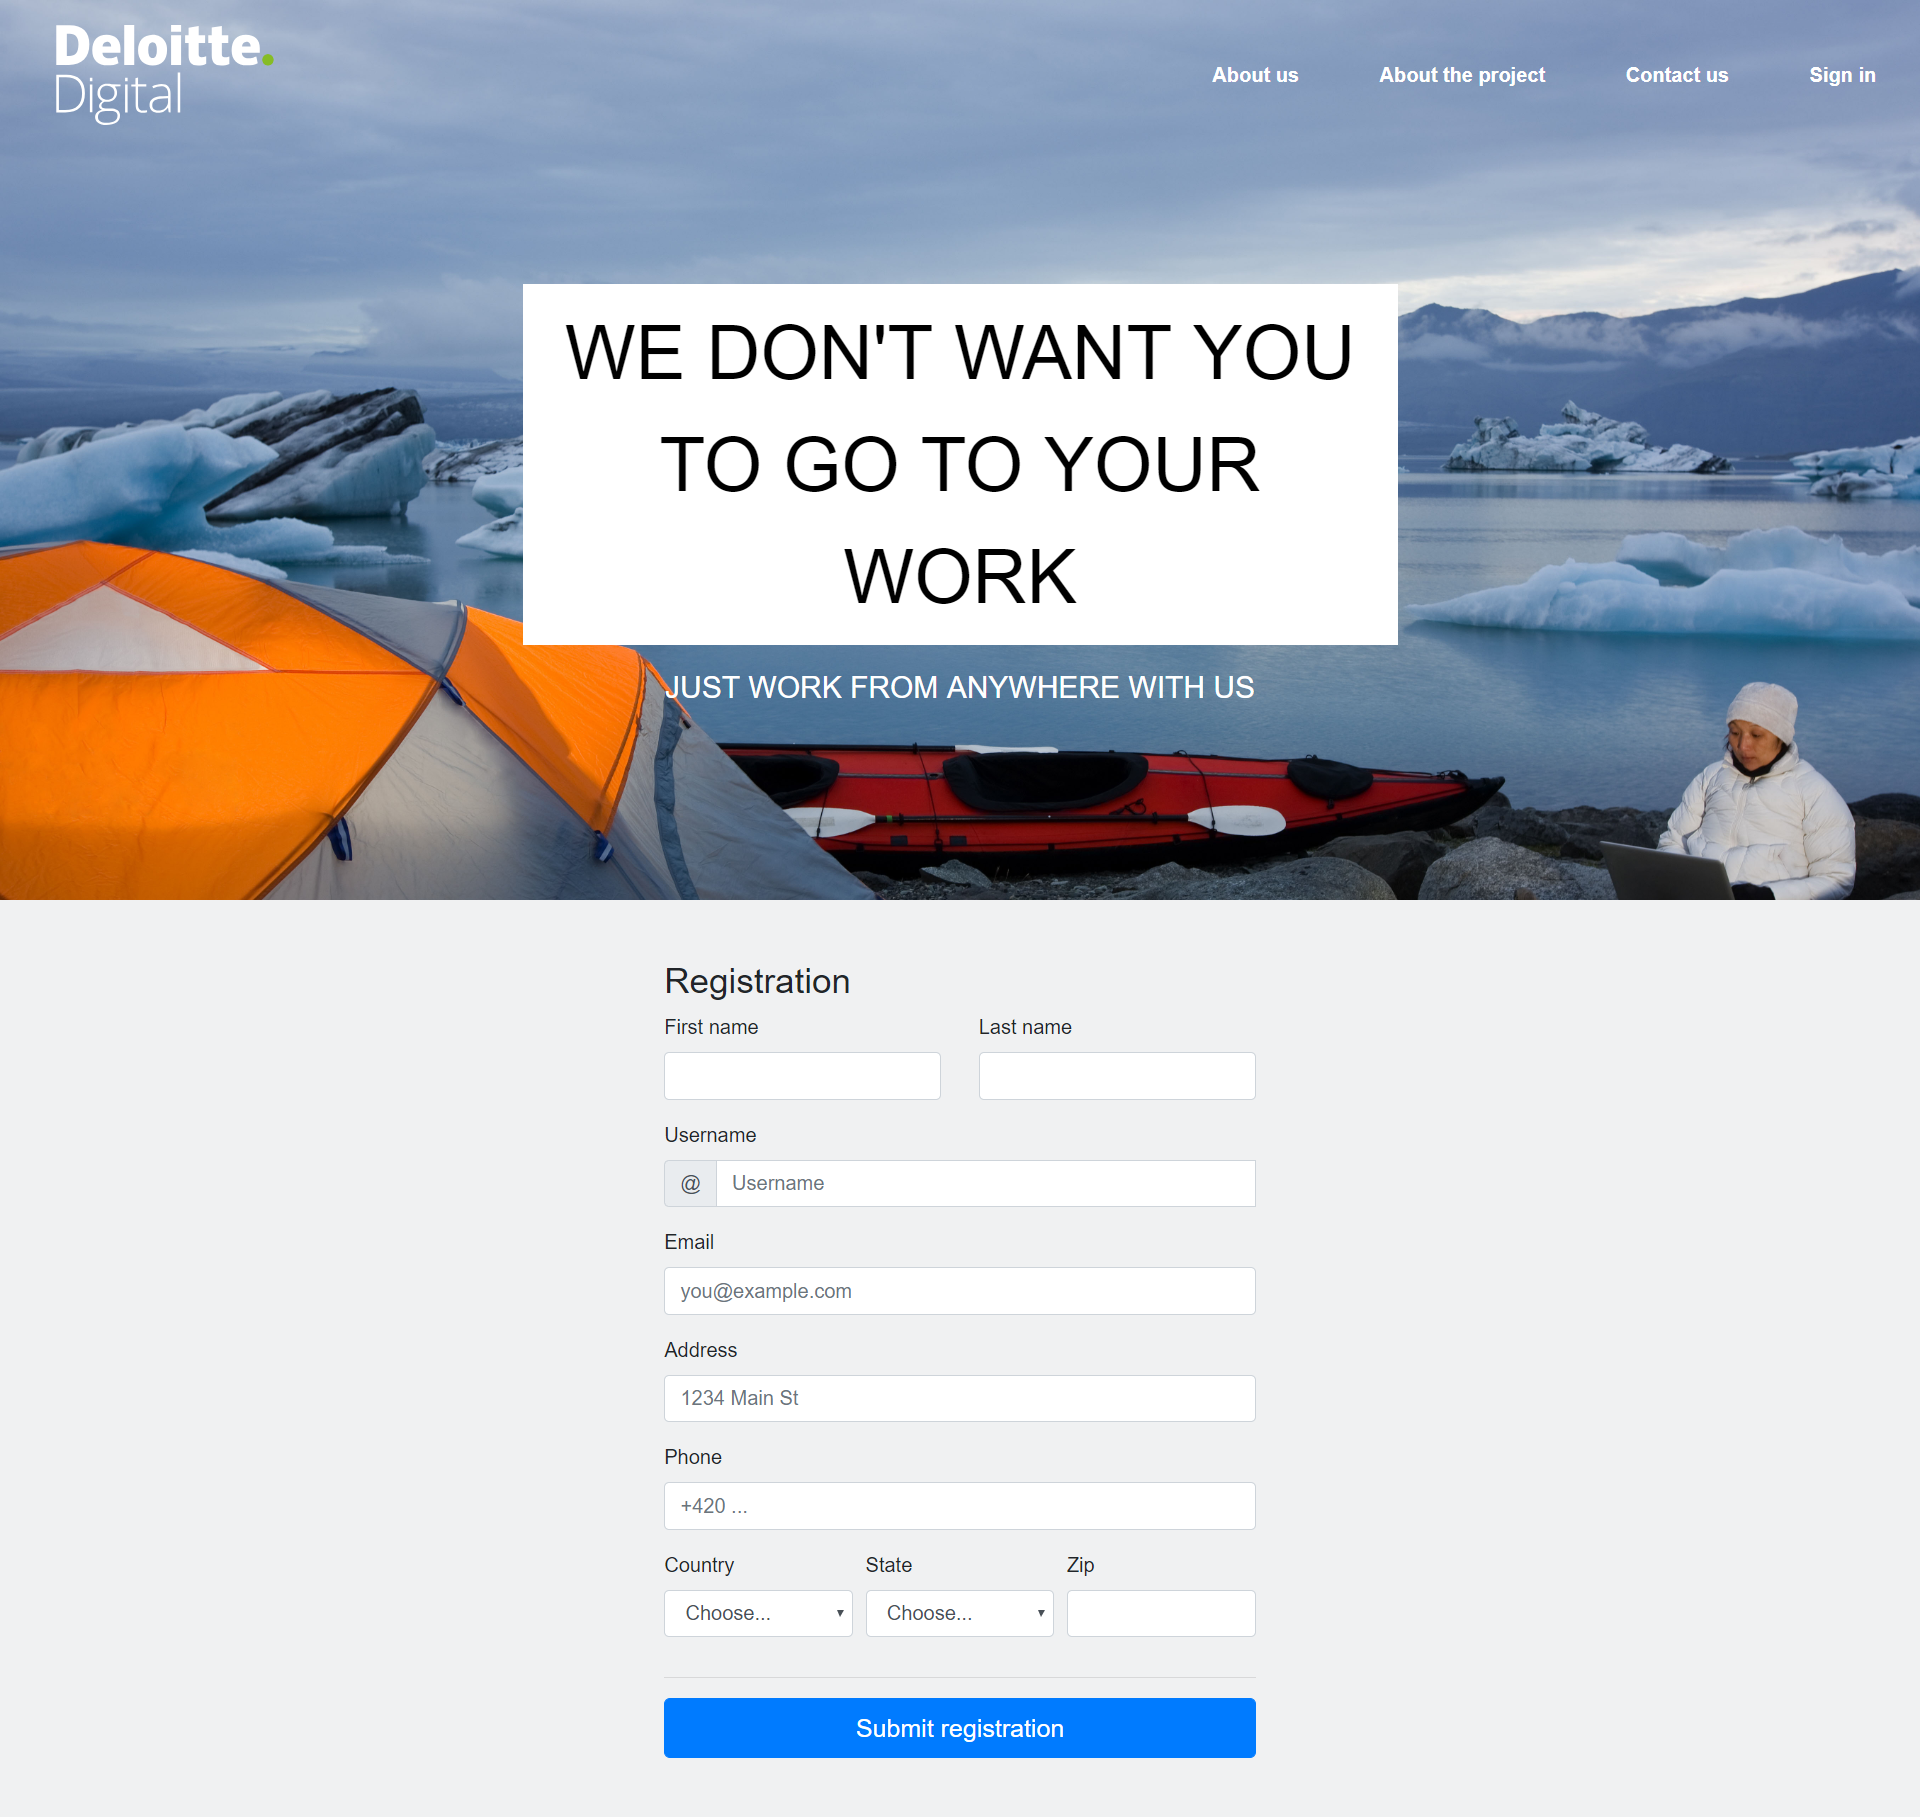 Deloitte.
Digital
About us
About the project
Contact us
Sign in
WE DON'T WANT YOU
TO GO TO YOUR
WORK
JUST WORK FROM ANYWHERE WITH US
Registration
First name
Last name
Username
@
Username
Email
you@example.com
Address
1234 Main St
Phone
+420 ...
Country
State
Zip
Choose...
Choose...
Submit registration